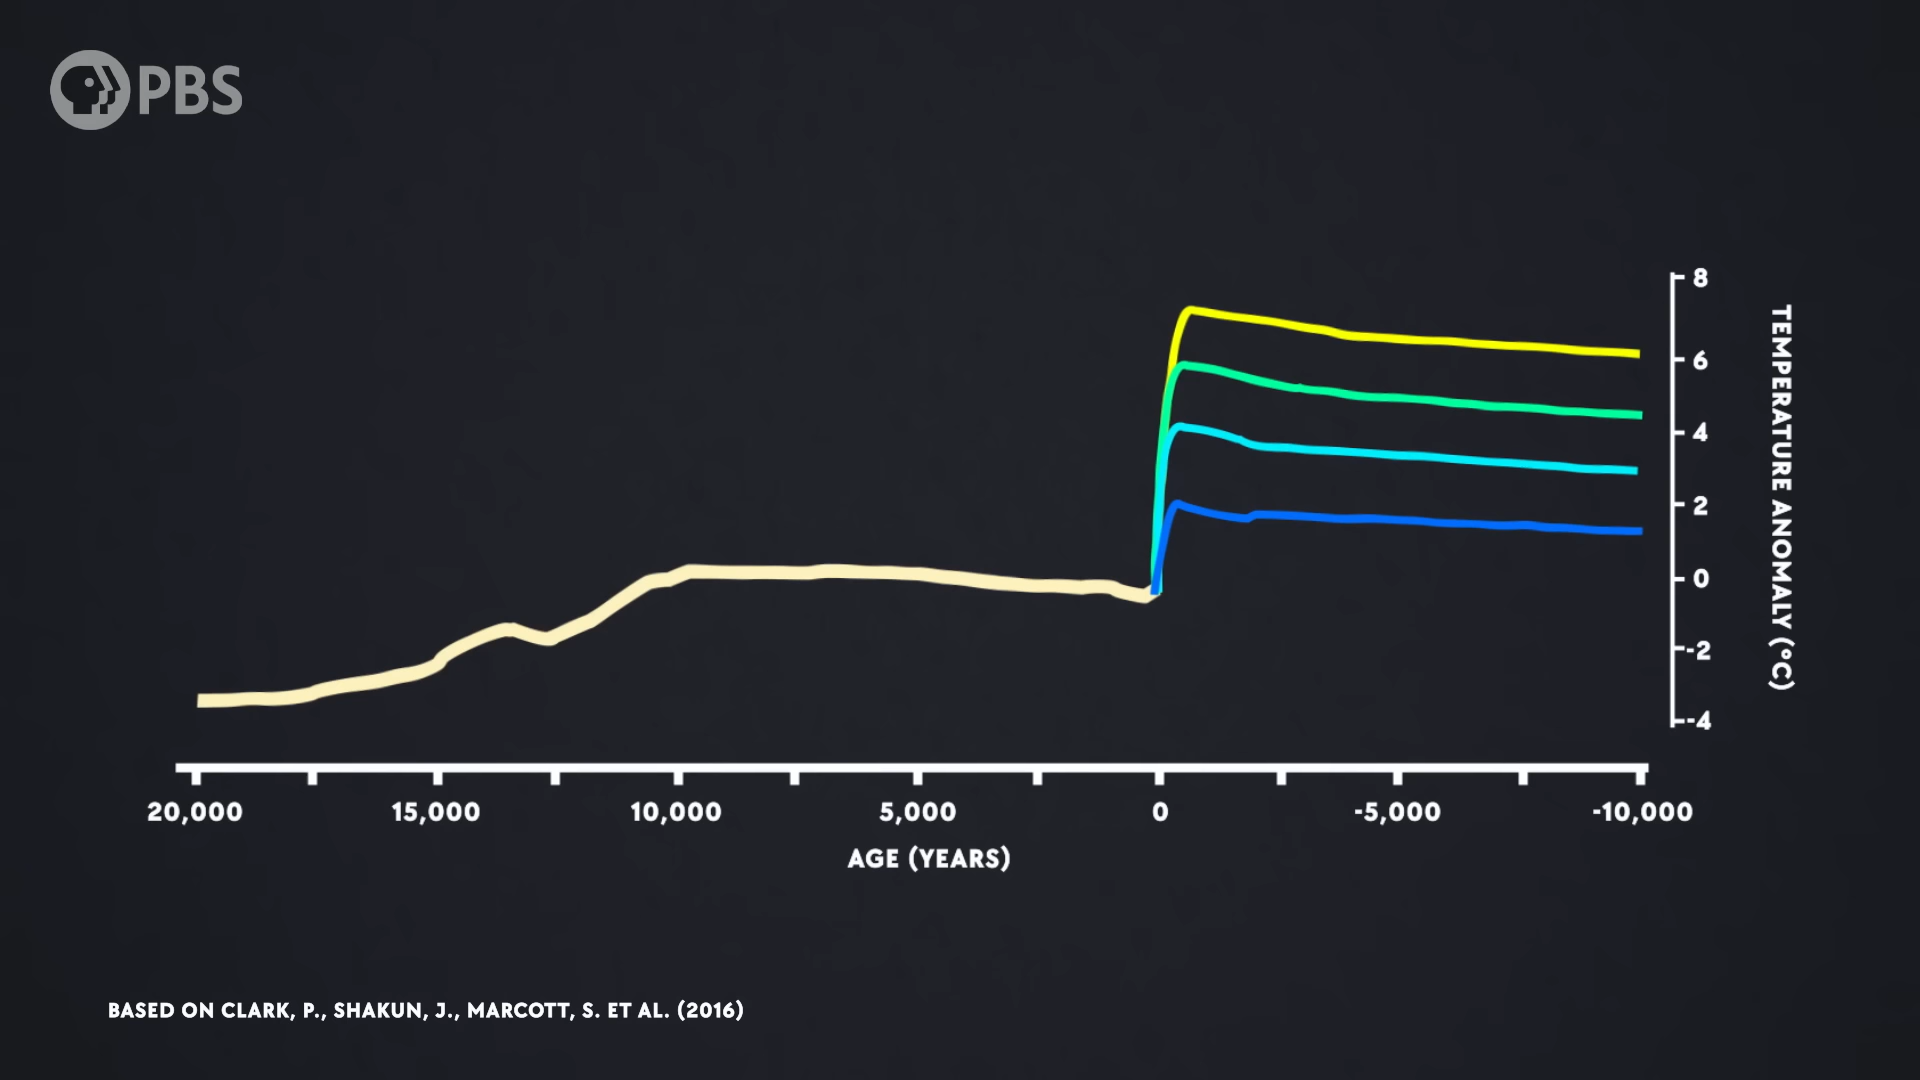 PBS
8
6
4
2
0
-2
-4
TEMPERATURE ANOMALY (°C)
20,000 15,000 10,000 5,000 0 -5,000 -10,000
AGE (YEARS)
BASED ON CLARK, P., SHAKUN, J., MARCOTT, S. ET AL. (2016)